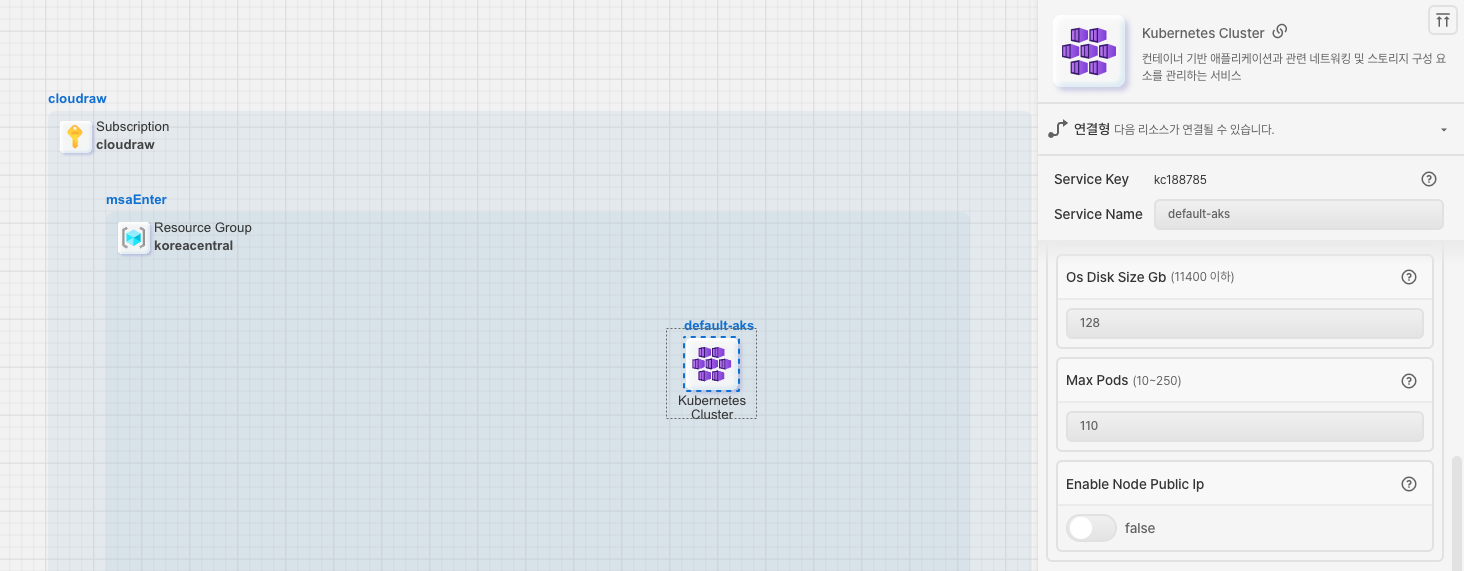 cloudraw
Subscription
cloudraw
msaEnter
Resource Group
koreacentral
default-aks
Kubernetes
Cluster
Kubernetes Cluster
컨테이너 기반 애플리케이션과 관련 네트워킹 및 스토리지 구성 요
소를 관리하는 서비스
연결형 다음 리소스가 연결될 수 있습니다.
Service Key kc188785
Service Name default-aks
Os Disk Size Gb (11400 이하)
128
Max Pods (10~250)
110
Enable Node Public Ip
false